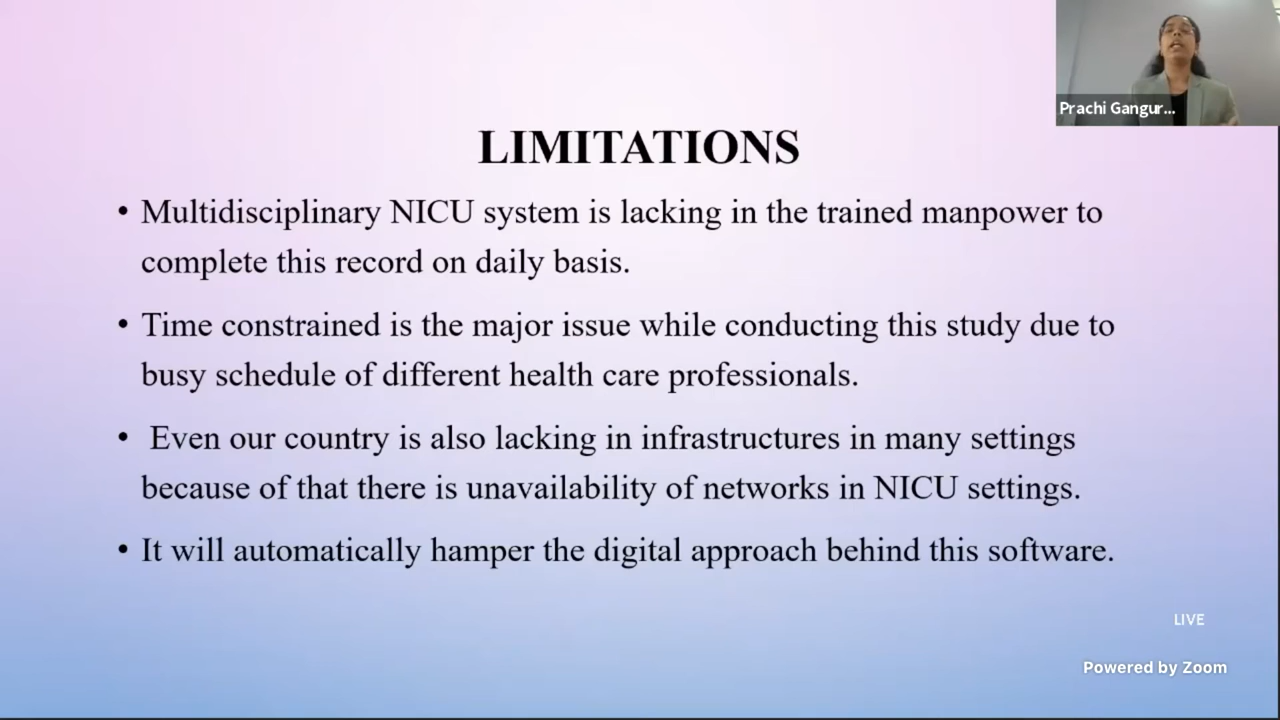 Prachi Gangur...
LIMITATIONS
• Multidisciplinary NICU system is lacking in the trained manpower to
complete this record on daily basis.
• Time constrained is the major issue while conducting this study due to
busy schedule of different health care professionals.
• Even our country is also lacking in infrastructures in many settings
because of that there is unavailability of networks in NICU settings.
• It will automatically hamper the digital approach behind this software.
LIVE
Powered by Zoom